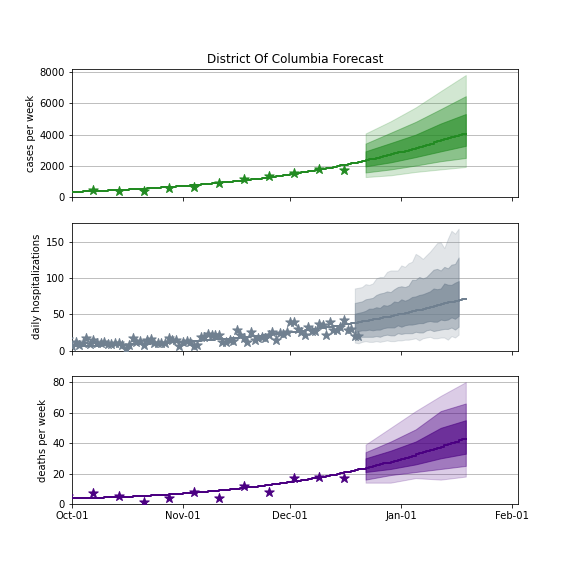 District Of Columbia Forecast
8000
6000
4000
2000
0
cases per week
150
100
50
0
daily hospitalizations
80
60
40
20
0
deaths per week
Oct-01 Nov-01 Dec-01 Jan-01 Feb-01